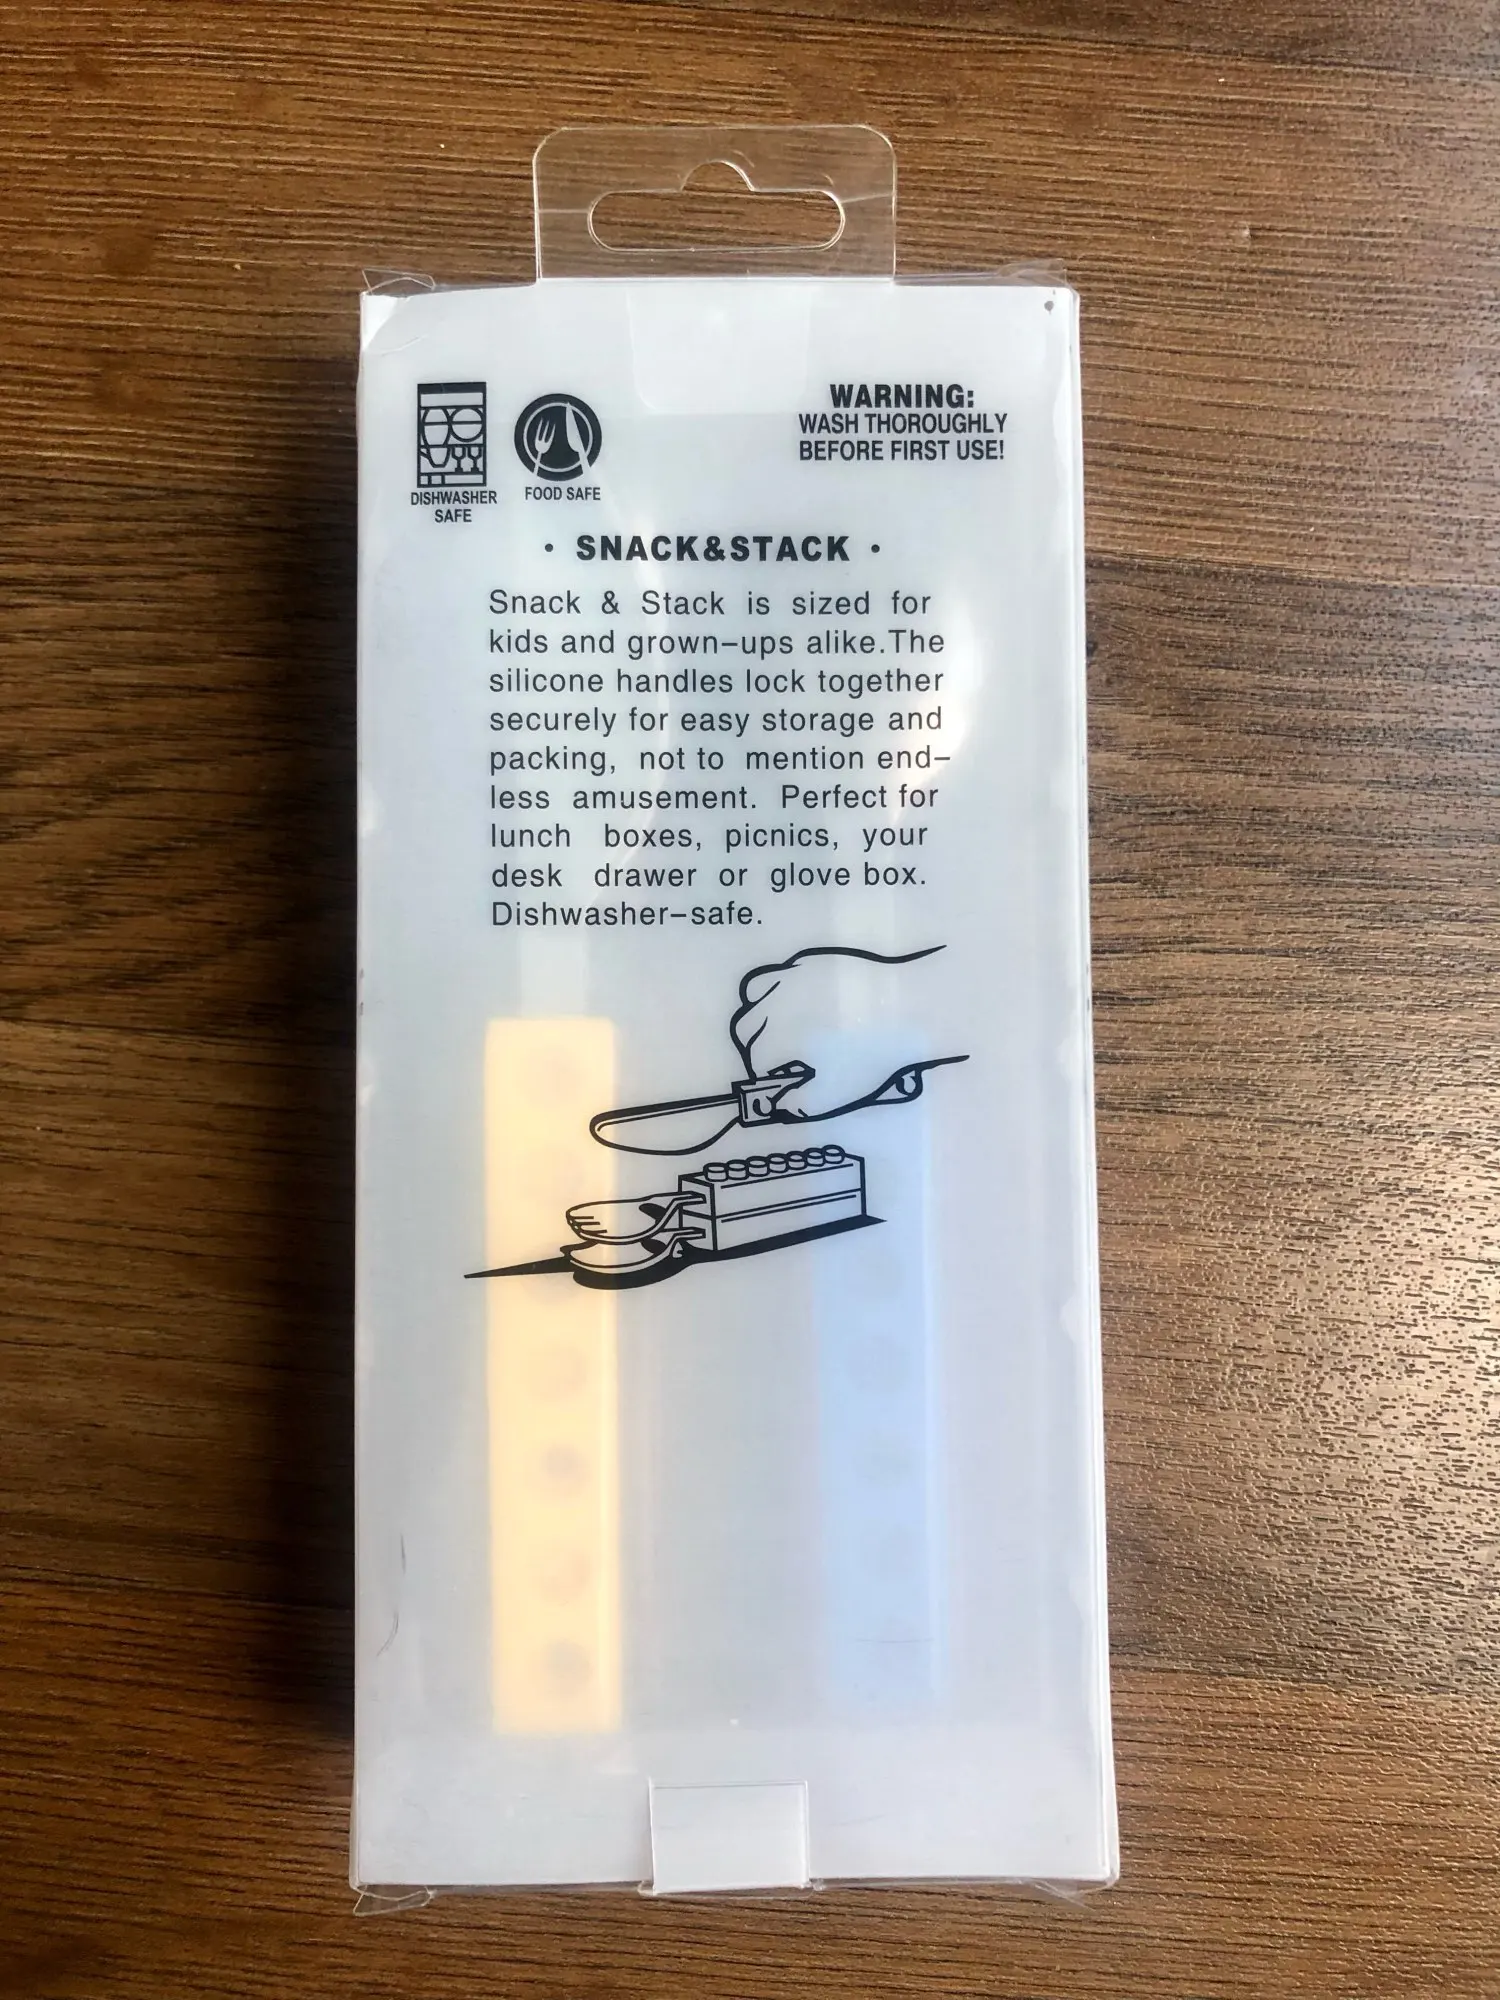 DISHWASHER
SAFE
FOOD SAFE
WARNING:
WASH THOROUGHLY
BEFORE FIRST USE!
· SNACK&STACK ·
Snack & Stack is sized for
kids and grown-ups alike.The
silicone handles lock together
securely for easy storage and
packing, not to mention end-
less amusement. Perfect for
lunch boxes, picnics, your
desk drawer or glove box.
Dishwasher-safe.